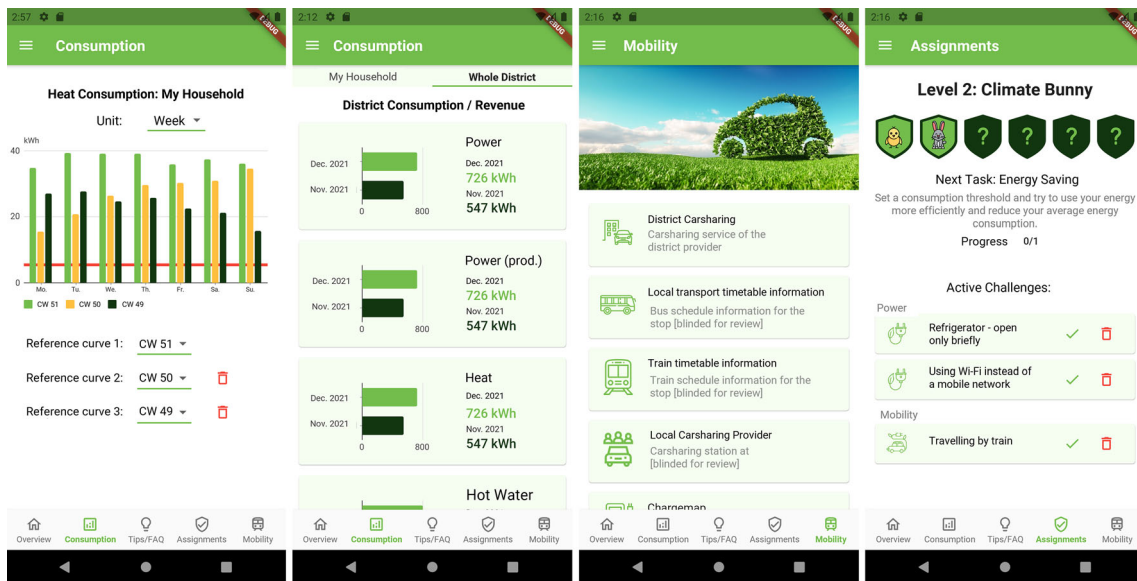 2:57
DEBUG
Consumption
Heat Consumption: My Household
Unit: Week
kWh
40
20
0
Mo. Tu. We. Th. Fr. Sa. Su.
CW 51 CW 50 CW 49
Reference curve 1: CW 51
Reference curve 2: CW 50
Reference curve 3: CW 49
Overview Consumption Tips/FAQ Assignments Mobility
2:12
DEBUG
Consumption
My Household Whole District
District Consumption / Revenue
Power
Dec. 2021
Nov. 2021
0 800
Dec. 2021
726 kWh
Nov. 2021
547 kWh
Power (prod.)
Dec. 2021
Nov. 2021
0 800
Dec. 2021
726 kWh
Nov. 2021
547 kWh
Heat
Dec. 2021
Nov. 2021
0 800
Dec. 2021
726 kWh
Nov. 2021
547 kWh
Hot Water
Overview Consumption Tips/FAQ Assignments Mobility
2:16
DEBUG
Mobility
District Carsharing
Carsharing service of the
district provider
Local transport timetable information
Bus schedule information for the
stop [blinded for review]
Train timetable information
Train schedule information for the
stop [blinded for review]
Local Carsharing Provider
Carsharing station at
[blinded for review]
Chargemap
Overview Consumption Tips/FAQ Assignments Mobility
2:16
DEBUG
Assignments
Level 2: Climate Bunny
? ? ? ?
Next Task: Energy Saving
Set a consumption threshold and try to use your energy
more efficiently and reduce your average energy
consumption.
Progress 0/1
Active Challenges:
Power
Refrigerator - open
only briefly
Using Wi-Fi instead of
a mobile network
Mobility
Travelling by train
Overview Consumption Tips/FAQ Assignments Mobility